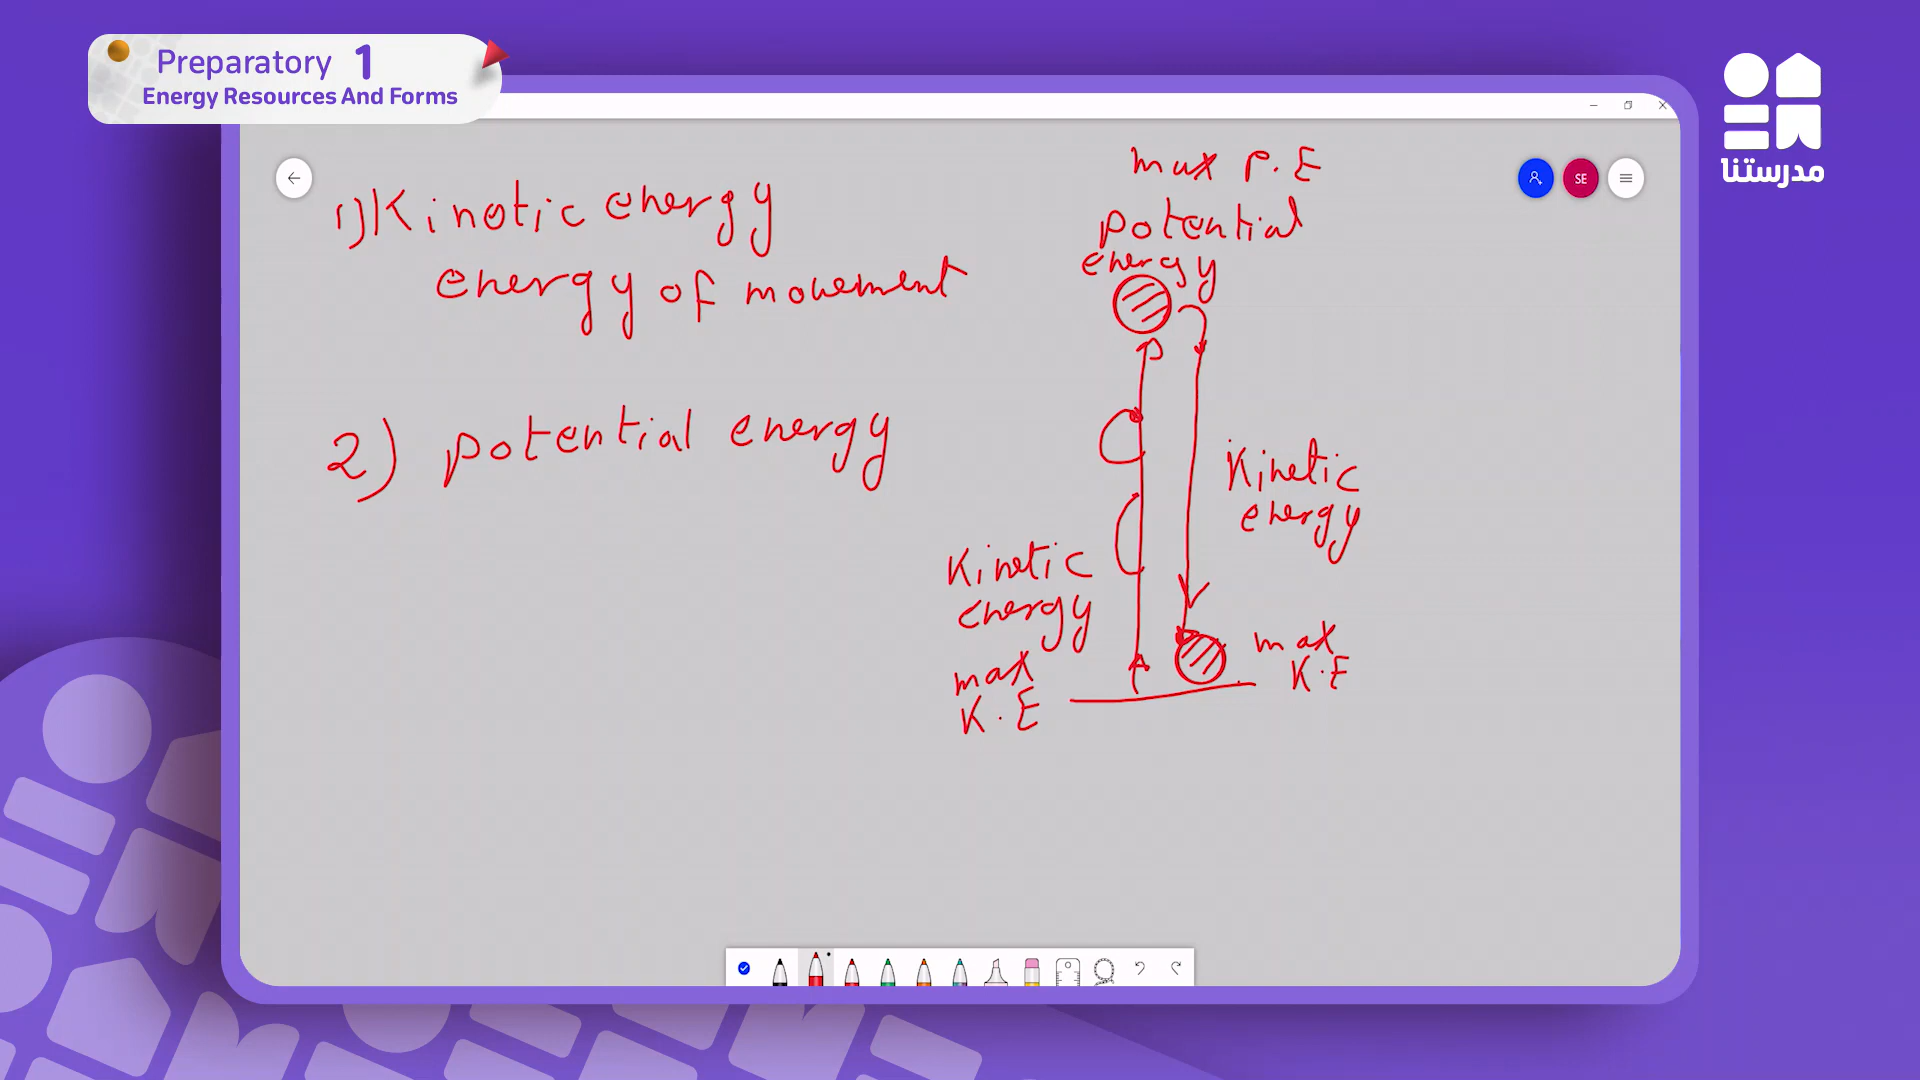 Preparatory 1
Energy Resources And Forms
مدرستنا
SE
1) Kinetic energy
energy of movement
2) potential energy
max P.E
potential
energy
Kinetic
energy
Kinetic
energy
max
K.E
max
K.E